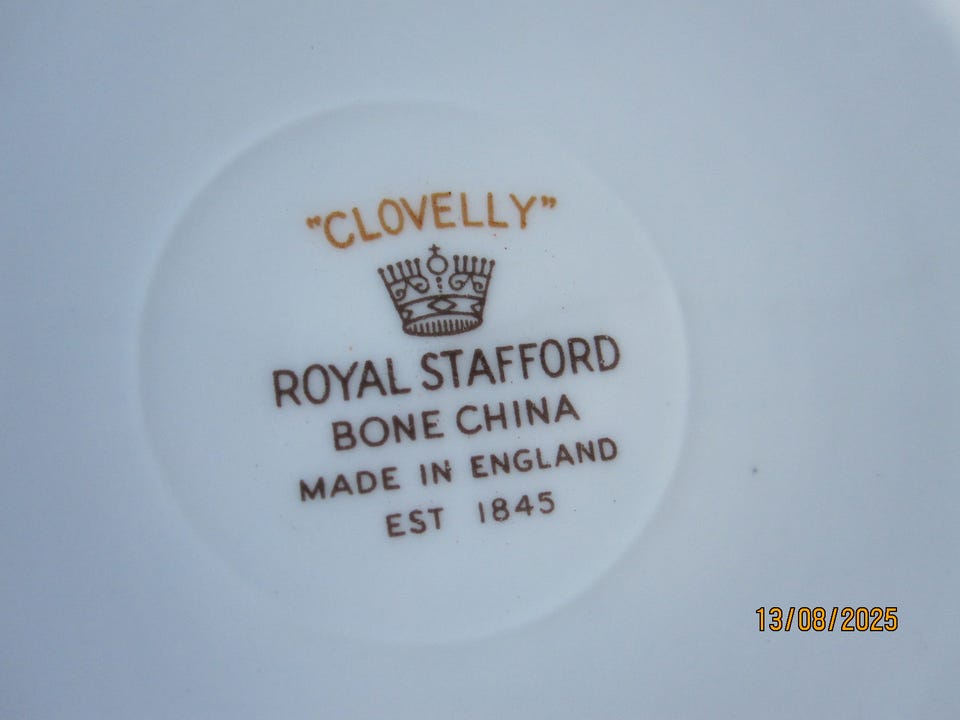 "CLOVELLY"
ROYAL STAFFORD
BONE CHINA
MADE IN ENGLAND
EST 1845
13/08/2025